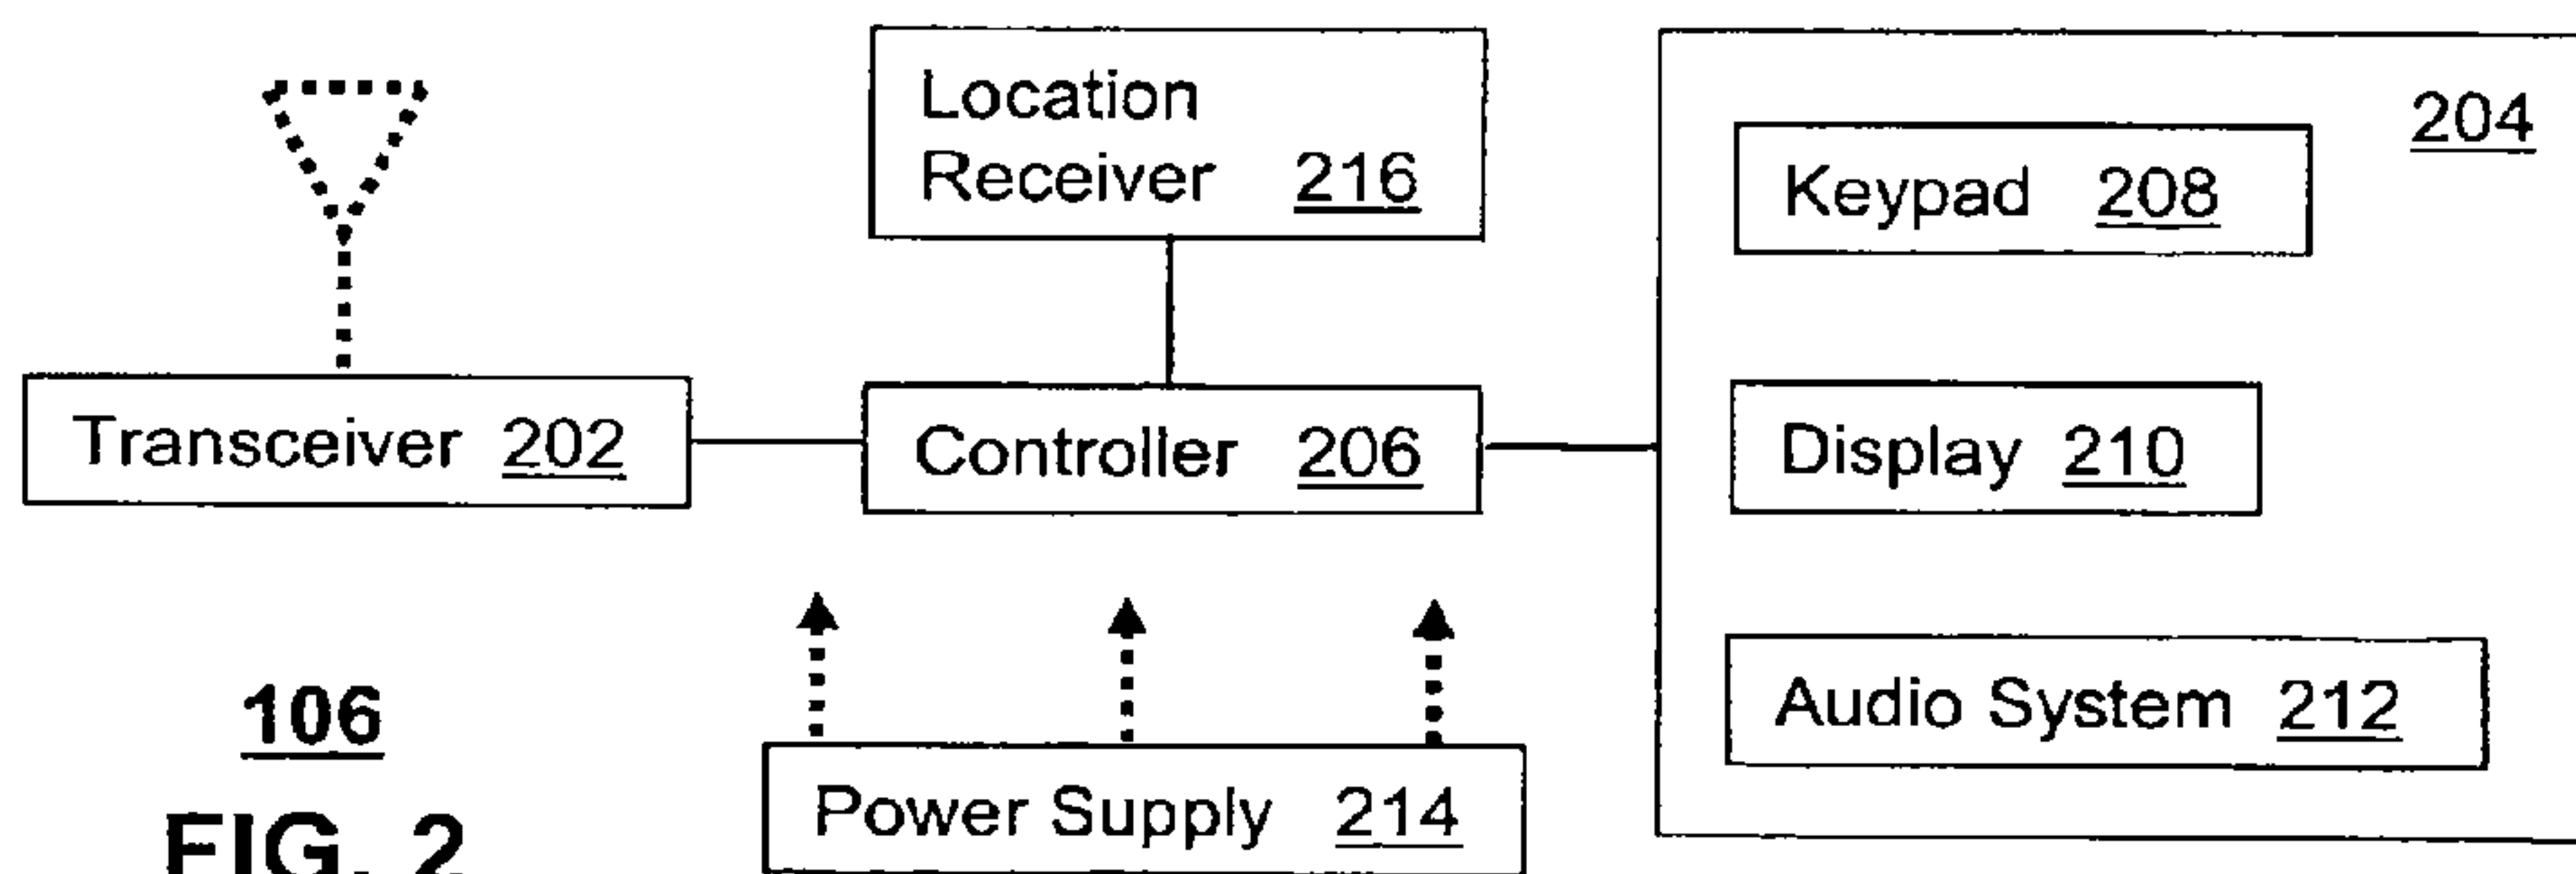 Location
Receiver 216
204
Keypad 208
Transceiver 202
Controller 206
Display 210
Audio System 212
106
Power Supply 214
FIG. 2